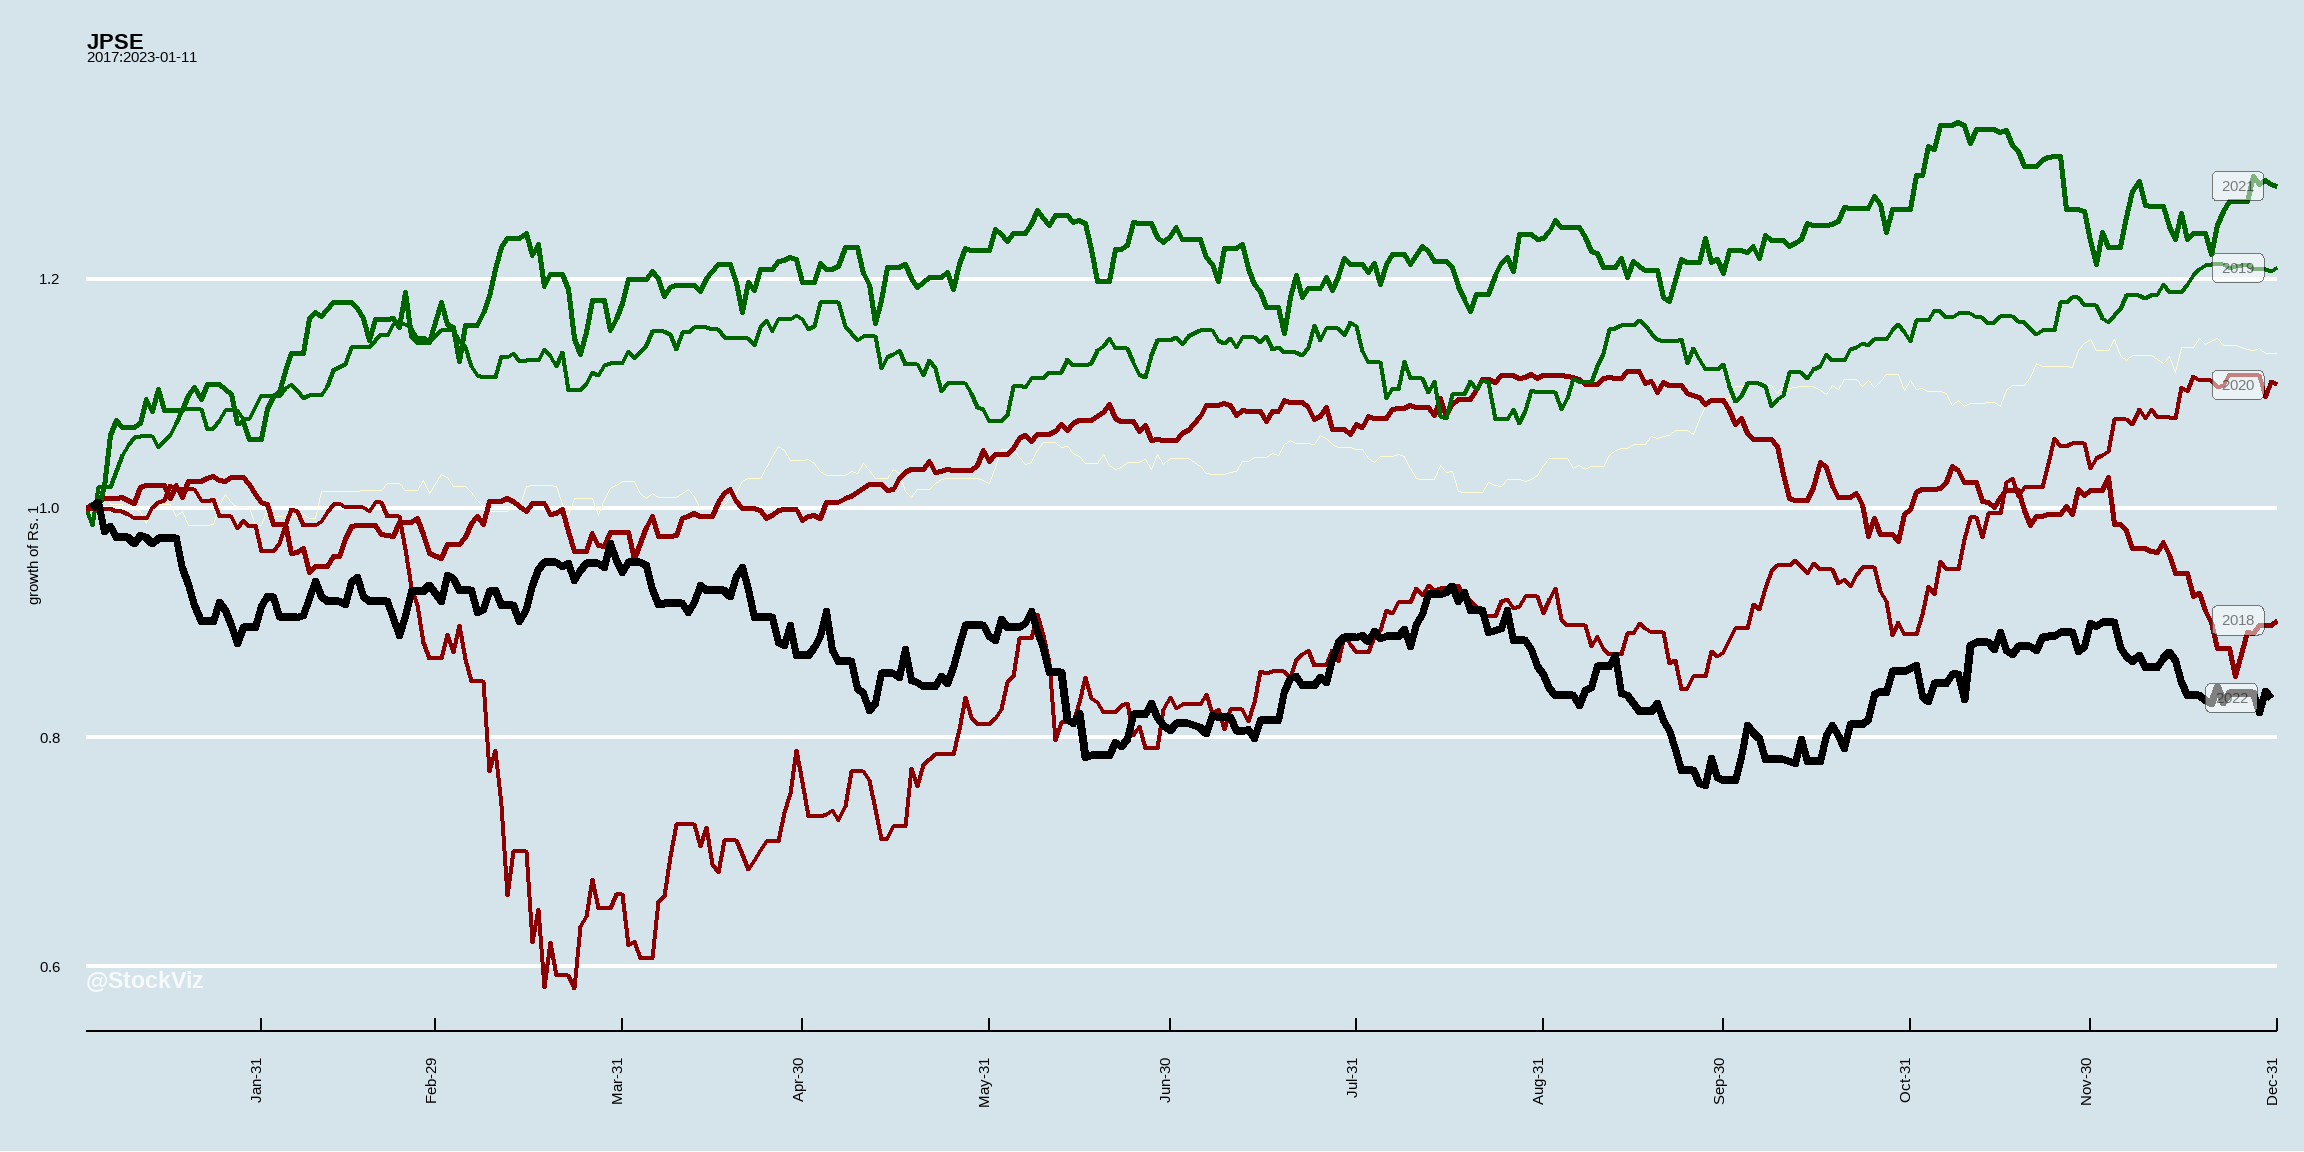 JPSE
2017:2023-01-11
growth of Rs. 1
1.2
1.0
0.8
0.6
2021
2019
2020
2018
2022
@StockViz
Jan-31
Feb-29
Mar-31
Apr-30
May-31
Jun-30
Jul-31
Aug-31
Sep-30
Oct-31
Nov-30
Dec-31